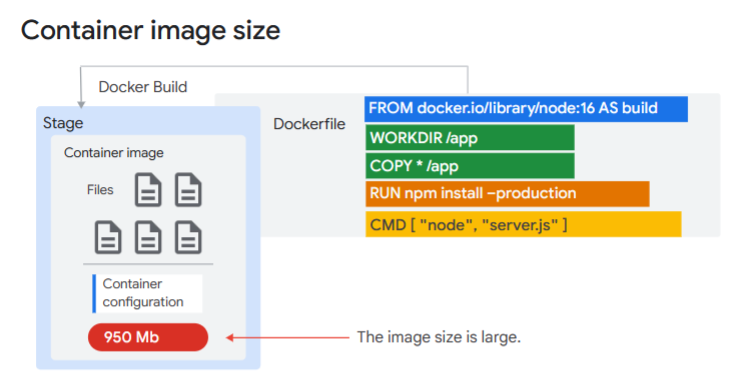 Container image size
Docker Build
Stage
Container image
Files
Container
configuration
950 Mb
Dockerfile
FROM docker.io/library/node:16 AS build
WORKDIR /app
COPY * /app
RUN npm install –production
CMD [ "node", "server.js" ]
The image size is large.